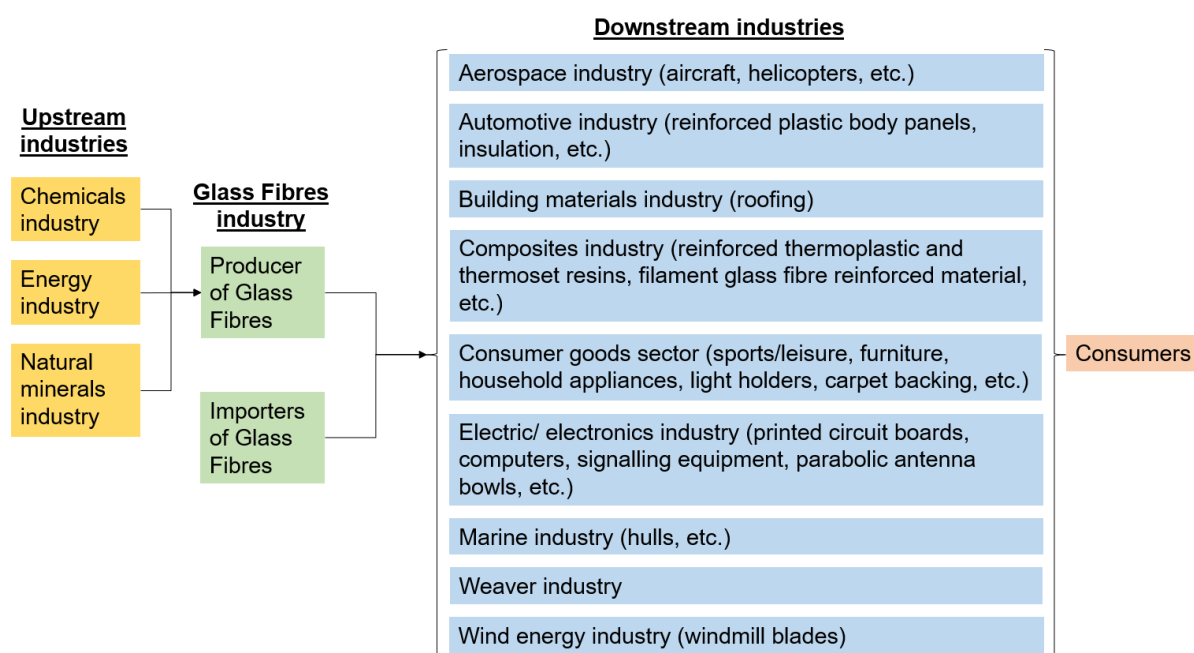 Upstream
industries
Chemicals
industry
Energy
industry
Natural
minerals
industry
Glass Fibres
industry
Producer
of Glass
Fibres
Importers
of Glass
Fibres
Downstream industries
Aerospace industry (aircraft, helicopters, etc.)
Automotive industry (reinforced plastic body panels,
insulation, etc.)
Building materials industry (roofing)
Composites industry (reinforced thermoplastic and
thermoset resins, filament glass fibre reinforced material,
etc.)
Consumer goods sector (sports/leisure, furniture,
household appliances, light holders, carpet backing, etc.)
Electric/ electronics industry (printed circuit boards,
computers, signalling equipment, parabolic antenna
bowls, etc.)
Marine industry (hulls, etc.)
Weaver industry
Wind energy industry (windmill blades)
Consumers